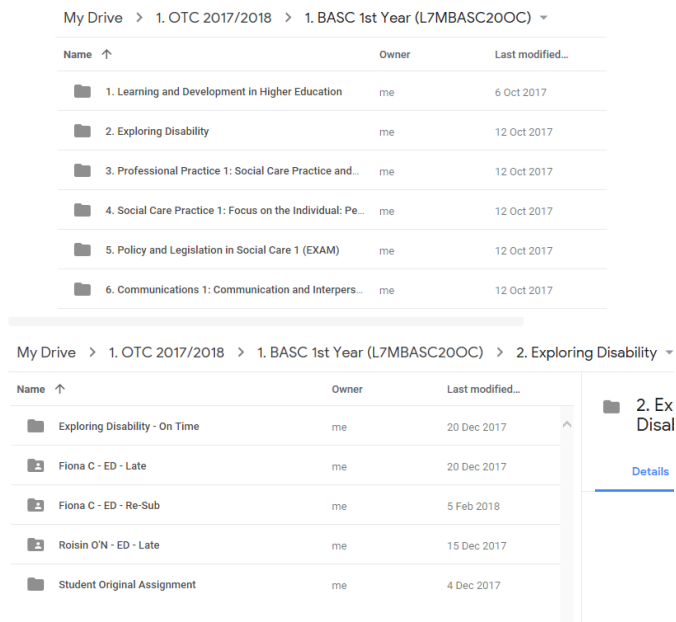 My Drive > 1. OTC 2017/2018 > 1. BASC 1st Year (L7MBASC20OC)
Name Owner Last modified...
1. Learning and Development in Higher Education me 6 Oct 2017
2. Exploring Disability me 12 Oct 2017
3. Professional Practice 1: Social Care Practice and... me 12 Oct 2017
4. Social Care Practice 1: Focus on the Individual: Pe... me 12 Oct 2017
5. Policy and Legislation in Social Care 1 (EXAM) me 12 Oct 2017
6. Communications 1: Communication and Interpers... me 12 Oct 2017
My Drive > 1. OTC 2017/2018 > 1. BASC 1st Year (L7MBASC20OC) > 2. Exploring Disability
Name Owner Last modified...
Exploring Disability - On Time me 20 Dec 2017
Fiona C - ED - Late me 20 Dec 2017
Fiona C - ED - Re-Sub me 5 Feb 2018
Roisin O'N - ED - Late me 15 Dec 2017
Student Original Assignment me 4 Dec 2017
2. Ex
Disal
Details